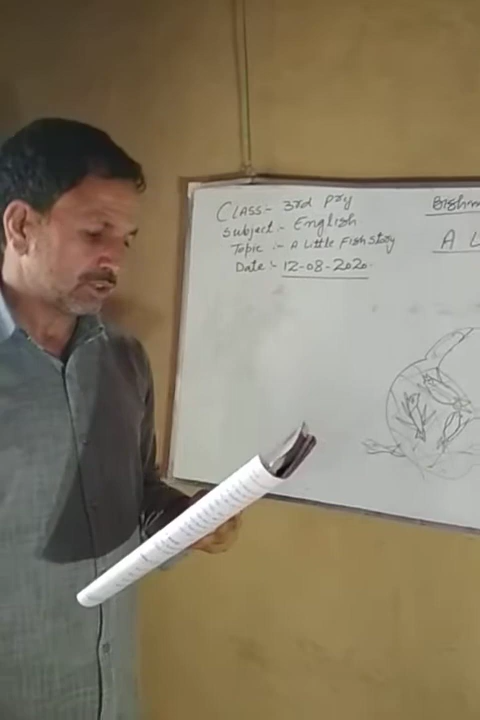 CLASS:- 3rd Pry
Subject:- English
Topic :- A Little Fish Story
Date:- 12-08-2020.
A L